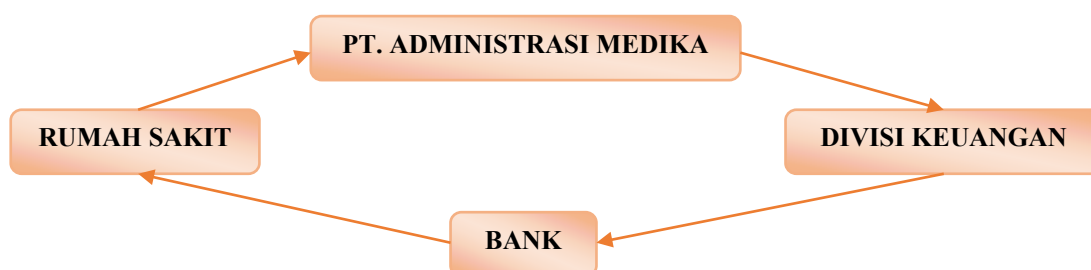 PT. ADMINISTRASI MEDIKA
RUMAH SAKIT
DIVISI KEUANGAN
BANK